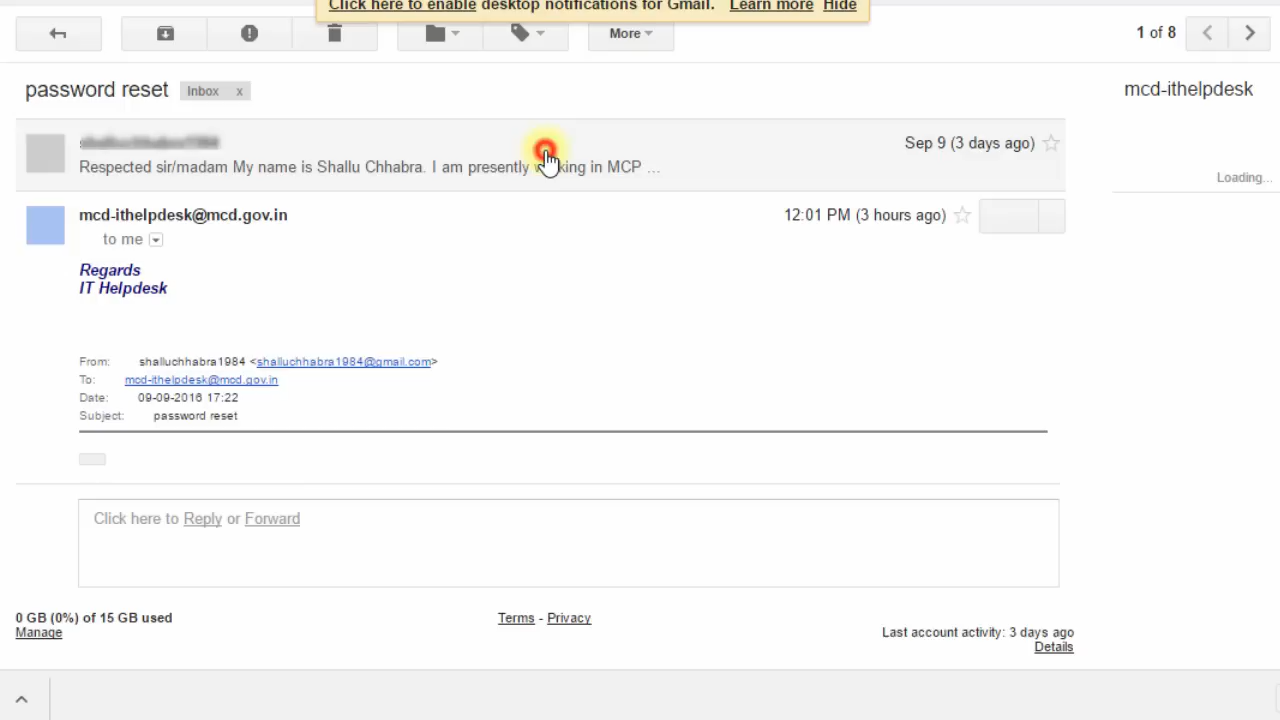 Click here to enable desktop notifications for Gmail. Learn more Hide
More
1 of 8
password reset
Inbox x
mcd-ithelpdesk
Sep 9 (3 days ago)
Respected sir/madam My name is Shallu Chhabra. I am presently working in MCP ...
Loading...
mcd-ithelpdesk@mcd.gov.in
12:01 PM (3 hours ago)
to me
Regards
IT Helpdesk
From: shalluchhabra1984 <shalluchhabra1984@gmail.com>
To: mcd-ithelpdesk@mcd.gov.in
Date: 09-09-2016 17:22
Subject: password reset
Click here to Reply or Forward
0 GB (0%) of 15 GB used
Manage
Terms - Privacy
Last account activity: 3 days ago
Details